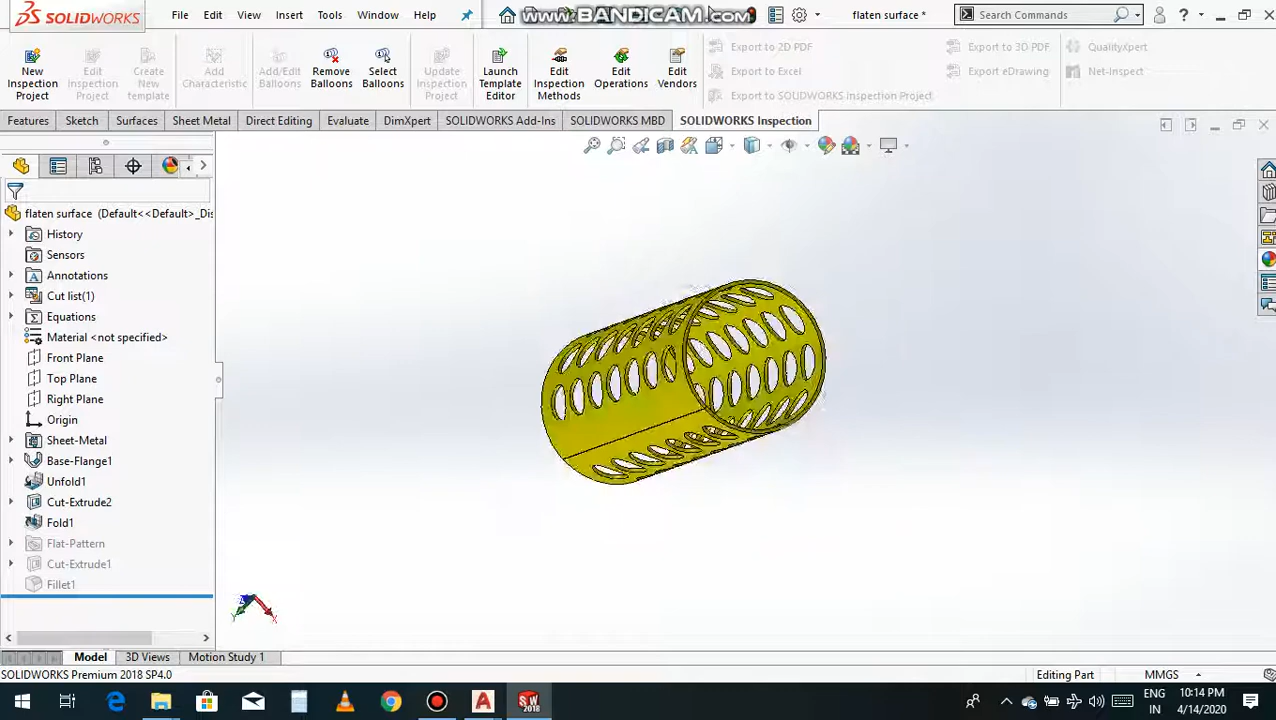 SOLIDWORKS File Edit View Insert Tools Window Help www.BANDICAM.com flaten surface * Search Commands ?
New Inspection Project
Edit Inspection Project
Create New template
Add Characteristic
Add/Edit Balloons
Remove Balloons
Select Balloons
Update Inspection Project
Launch Template Editor
Edit Inspection Methods
Edit Operations
Edit Vendors
Export to 2D PDF
Export to Excel
Export to SOLIDWORKS Inspection Project
Export to 3D PDF
Export eDrawing
QualityXpert
Net-Inspect
Features Sketch Surfaces Sheet Metal Direct Editing Evaluate DimXpert SOLIDWORKS Add-Ins SOLIDWORKS MBD SOLIDWORKS Inspection
flaten surface (Default<<Default>_Dis
History
Sensors
Annotations
Cut list(1)
Equations
Material <not specified>
Front Plane
Top Plane
Right Plane
Origin
Sheet-Metal
Base-Flange1
Unfold1
Cut-Extrude2
Fold1
Flat-Pattern
Cut-Extrude1
Fillet1
Model 3D Views Motion Study 1
SOLIDWORKS Premium 2018 SP4.0 Editing Part MMGS
ENG 10:14 PM
IN 4/14/2020